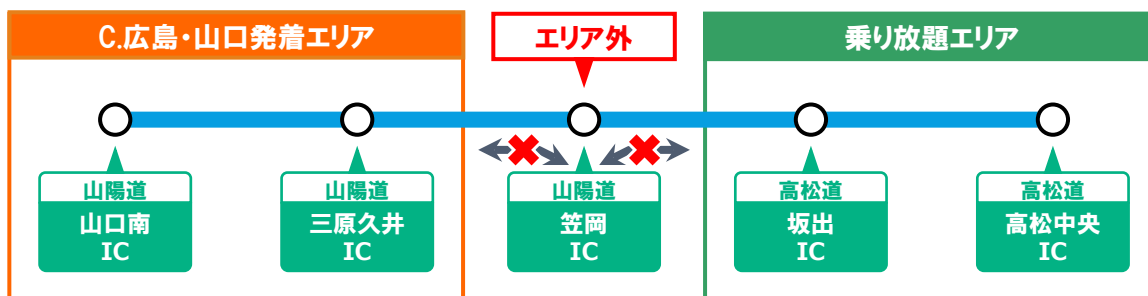 C.広島・山口発着エリア
エリア外
乗り放題エリア
山陽道
山口南
IC
山陽道
三原久井
IC
山陽道
笠岡
IC
高松道
坂出
IC
高松道
高松中央
IC